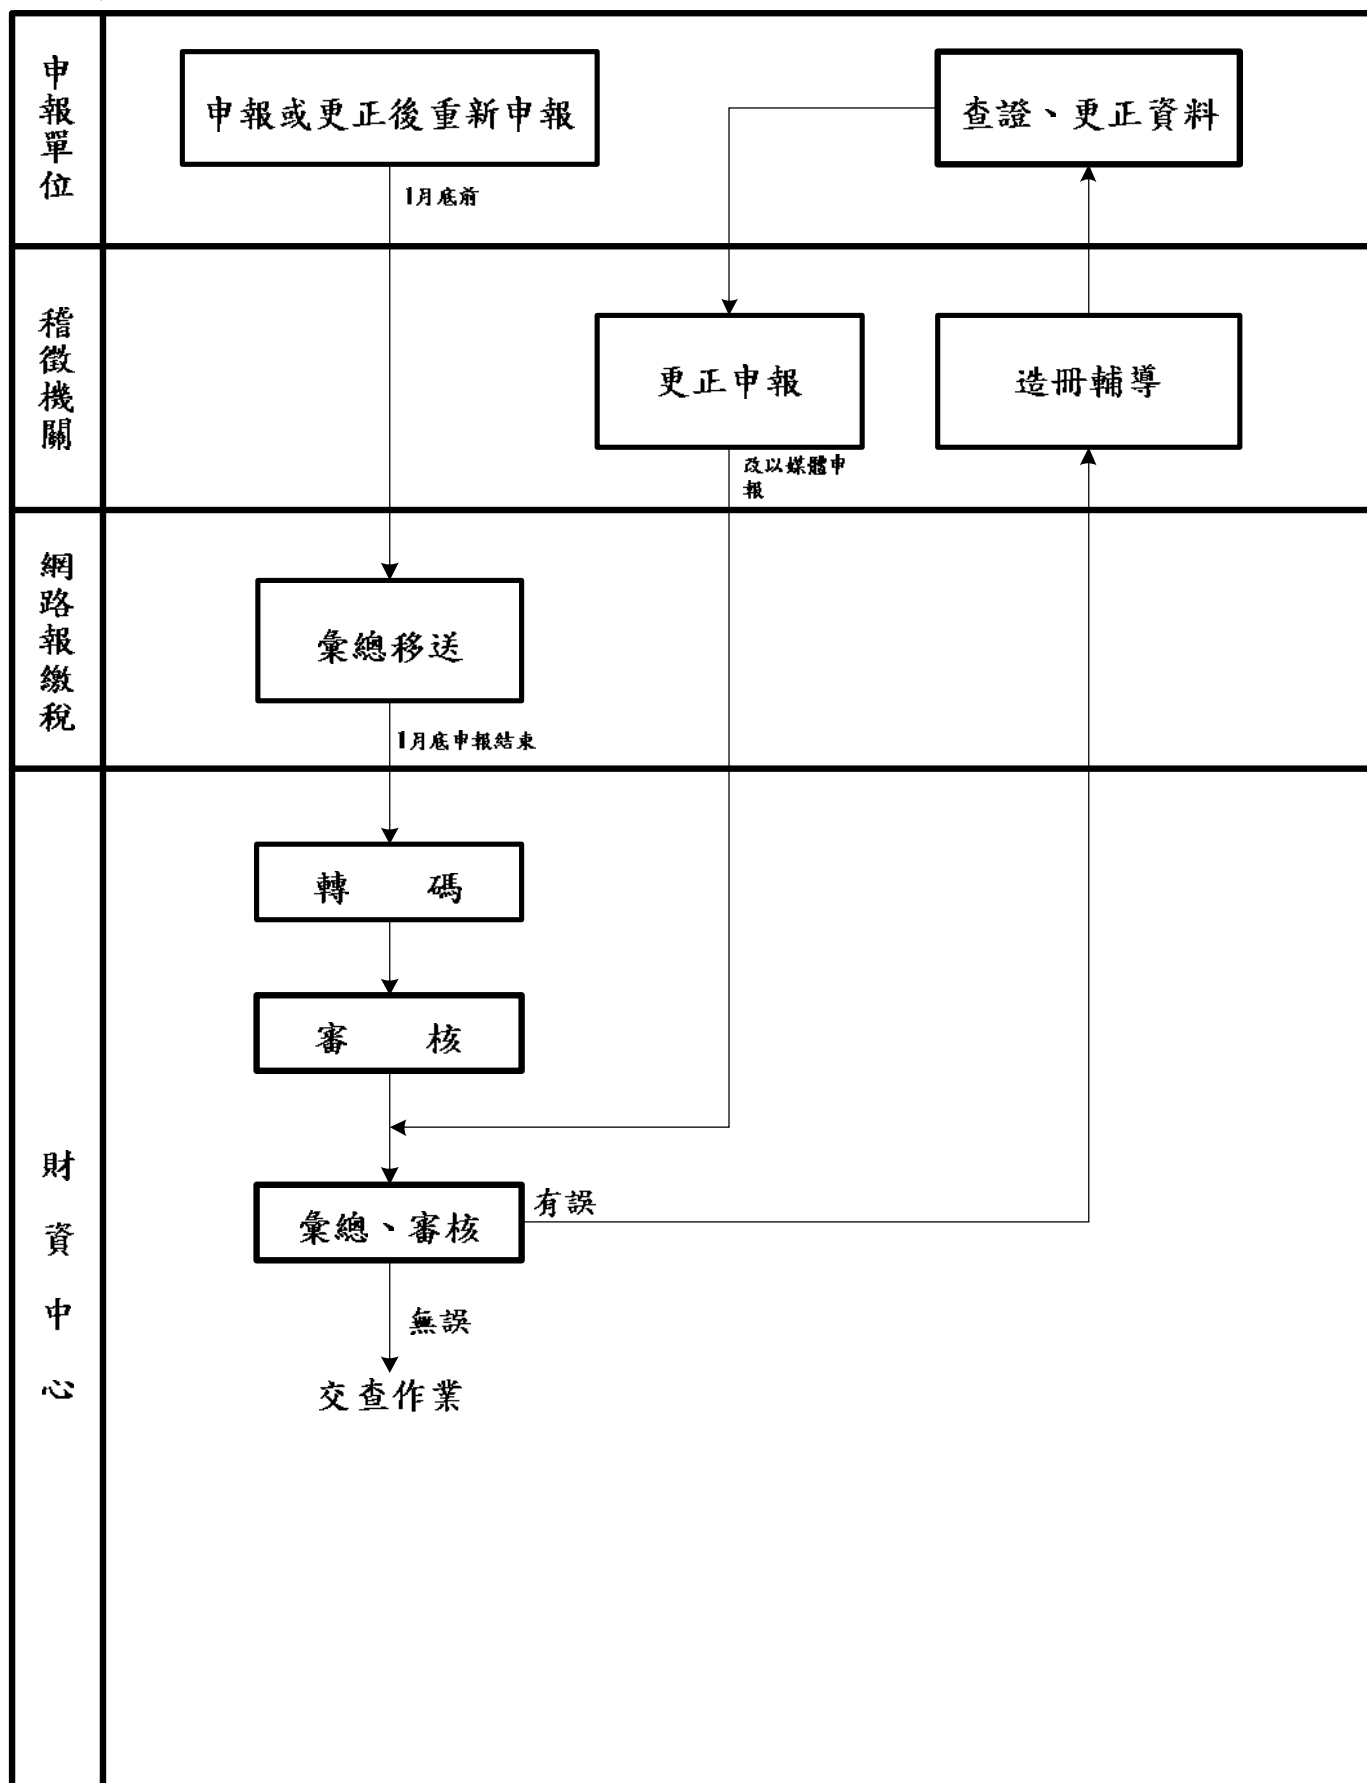 申報單位
申報或更正後重新申報
查證、更正資料
1月底前
稽徵機關
更正申報
造冊輔導
改以媒體申
報
網路報繳稅
彙總移送
1月底申報結束
財資中心
轉　碼
審　核
彙總、審核
有誤
無誤
交查作業